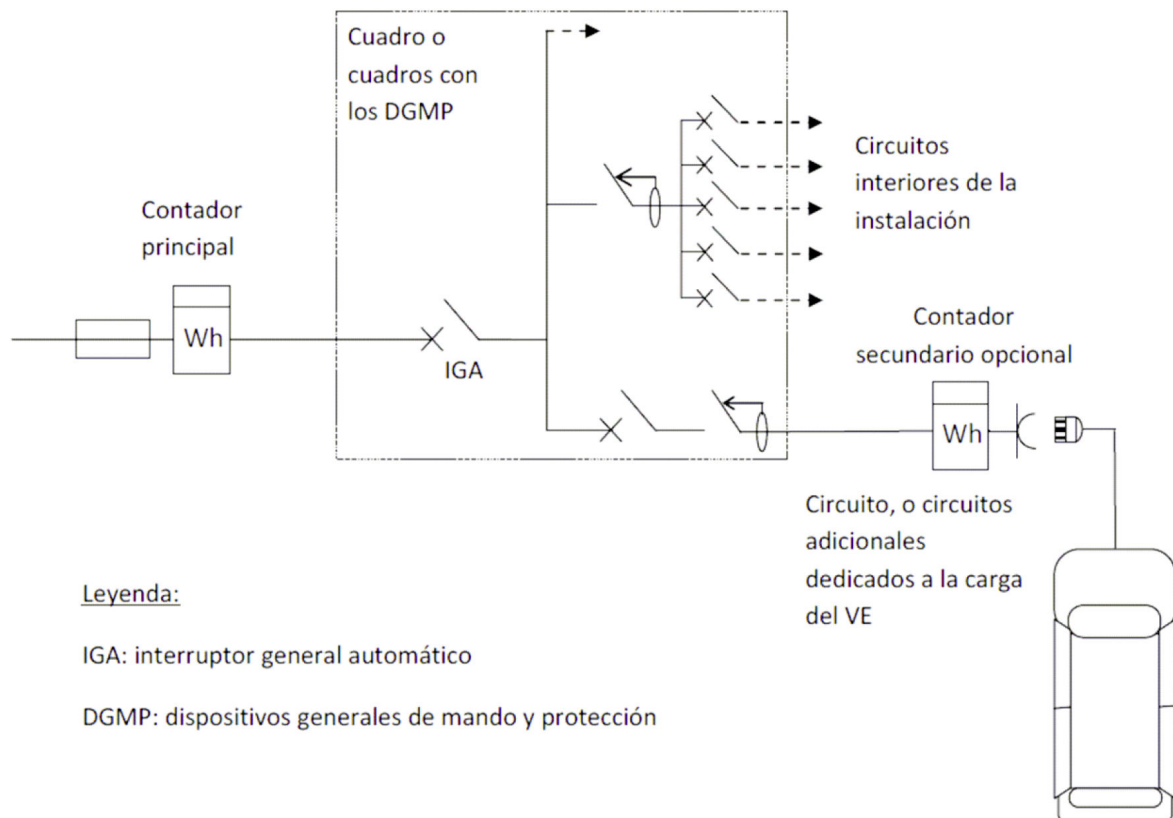 Cuadro o
cuadros con
los DGMP
Circuitos
interiores de la
instalación
Contador
principal
Wh
IGA
Contador
secundario opcional
Wh
Circuito, o circuitos
adicionales
dedicados a la carga
del VE
Leyenda:
IGA: interruptor general automático
DGMP: dispositivos generales de mando y protección